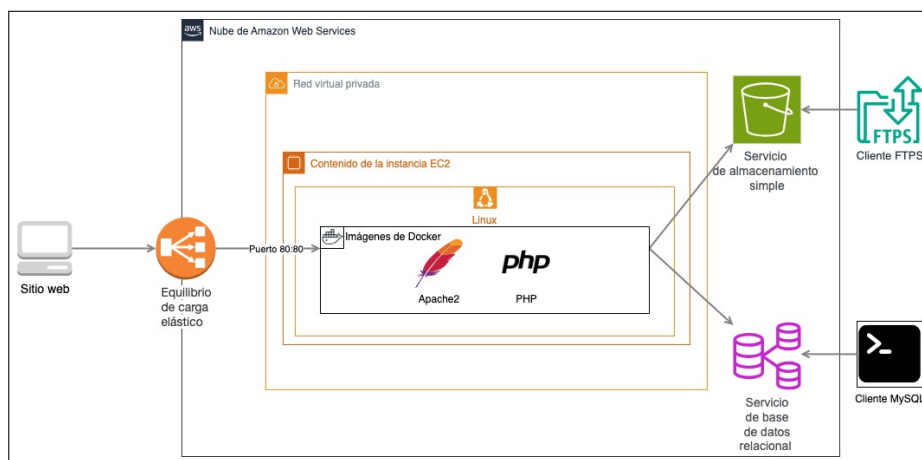 aws
Nube de Amazon Web Services
Red virtual privada
Contenido de la instancia EC2
Linux
Imágenes de Docker
Puerto 80:80
php
Apache2
PHP
Sitio web
Equilibrio
de carga
elástico
Servicio
de almacenamiento
simple
FTPS
Cliente FTPS
Servicio
de base
de datos
relacional
>_
Cliente MySQL